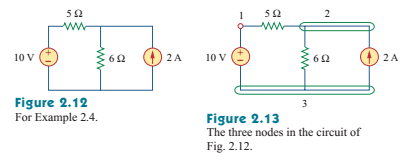 5 Ω
10 V
+
−
6 Ω
2 A
Figure 2.12
For Example 2.4.
1
5 Ω
2
10 V
+
−
6 Ω
2 A
3
Figure 2.13
The three nodes in the circuit of
Fig. 2.12.